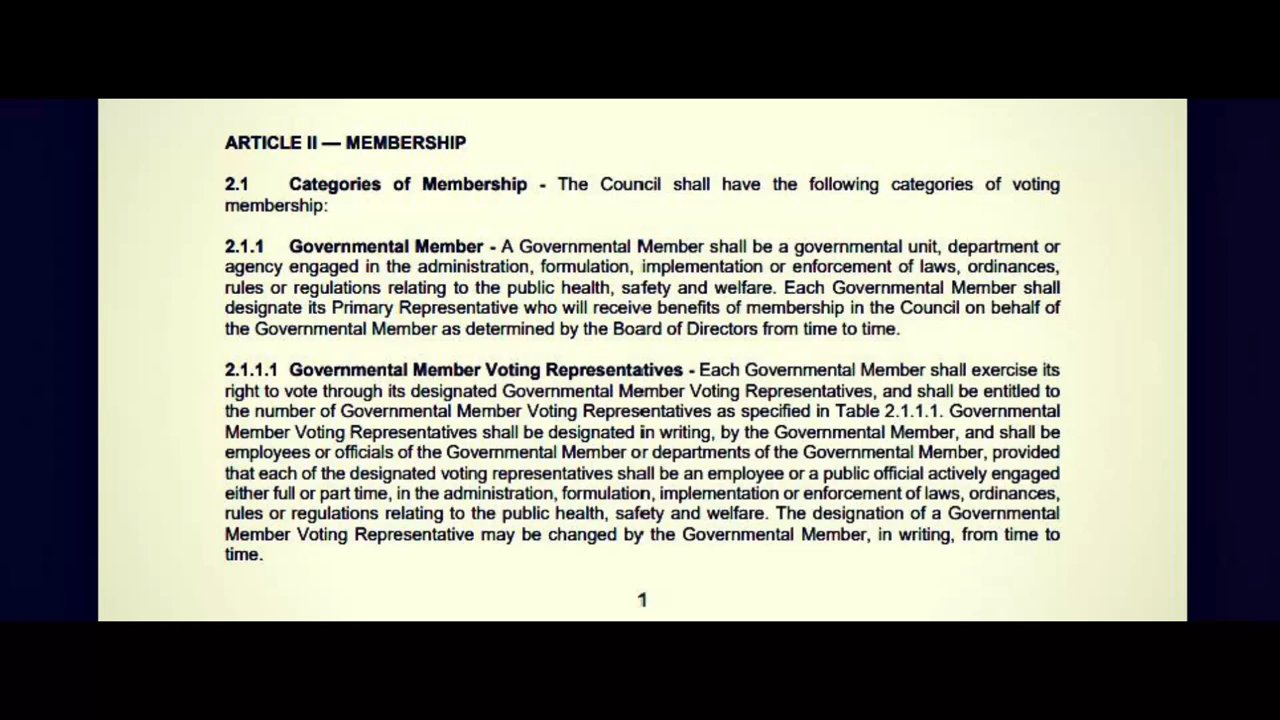 ARTICLE II — MEMBERSHIP
2.1 Categories of Membership - The Council shall have the following categories of voting
membership:
2.1.1 Governmental Member - A Governmental Member shall be a governmental unit, department or
agency engaged in the administration, formulation, implementation or enforcement of laws, ordinances,
rules or regulations relating to the public health, safety and welfare. Each Governmental Member shall
designate its Primary Representative who will receive benefits of membership in the Council on behalf of
the Governmental Member as determined by the Board of Directors from time to time.
2.1.1.1 Governmental Member Voting Representatives - Each Governmental Member shall exercise its
right to vote through its designated Governmental Member Voting Representatives, and shall be entitled to
the number of Governmental Member Voting Representatives as specified in Table 2.1.1.1. Governmental
Member Voting Representatives shall be designated in writing, by the Governmental Member, and shall be
employees or officials of the Governmental Member or departments of the Governmental Member, provided
that each of the designated voting representatives shall be an employee or a public official actively engaged
either full or part time, in the administration, formulation, implementation or enforcement of laws, ordinances,
rules or regulations relating to the public health, safety and welfare. The designation of a Governmental
Member Voting Representative may be changed by the Governmental Member, in writing, from time to
time.
1